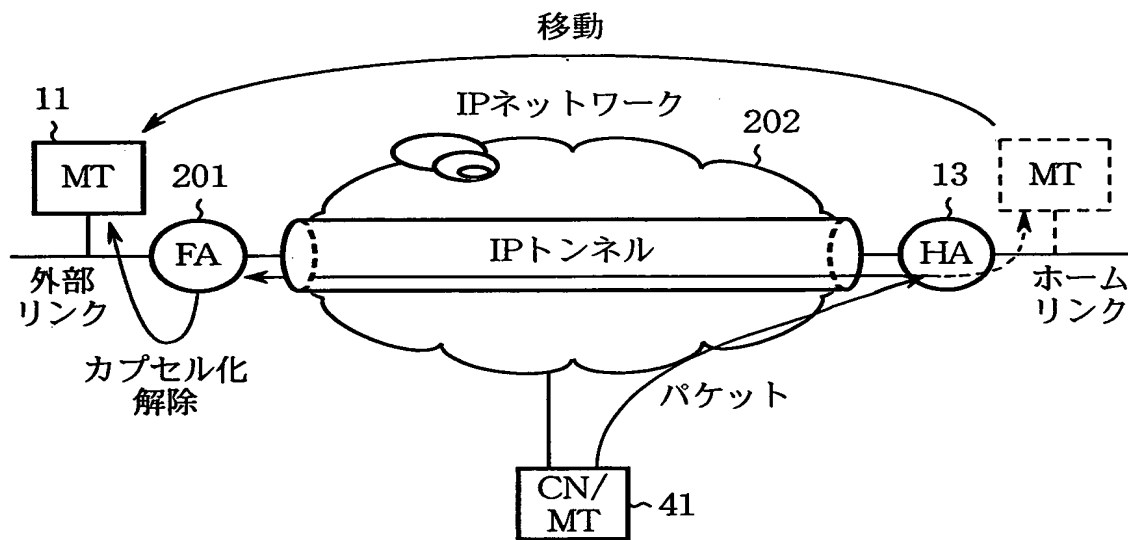 移動
11
IPネットワーク
202
MT
201
13
MT
FA
IPトンネル
HA
外部
リンク
ホーム
リンク
カプセル化
解除
パケット
CN/
MT
41